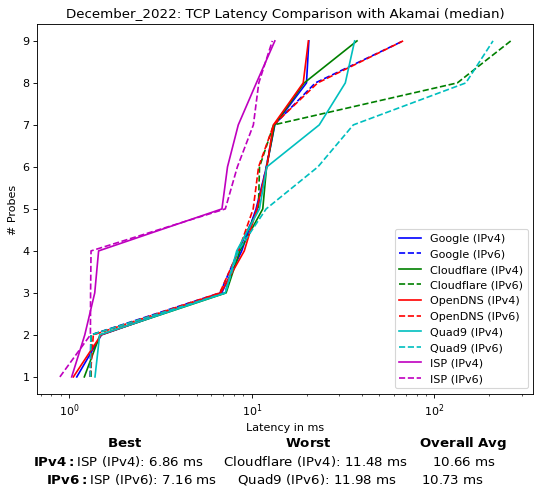 December_2022: TCP Latency Comparison with Akamai (median)
9
8
7
6
5
4
3
2
1
# Probes
Google (IPv4)
Google (IPv6)
Cloudflare (IPv4)
Cloudflare (IPv6)
OpenDNS (IPv4)
OpenDNS (IPv6)
Quad9 (IPv4)
Quad9 (IPv6)
ISP (IPv4)
ISP (IPv6)
10⁰ 10¹ 10²
Latency in ms
Best Worst Overall Avg
IPv4: ISP (IPv4): 6.86 ms Cloudflare (IPv4): 11.48 ms 10.66 ms
IPv6: ISP (IPv6): 7.16 ms Quad9 (IPv6): 11.98 ms 10.73 ms